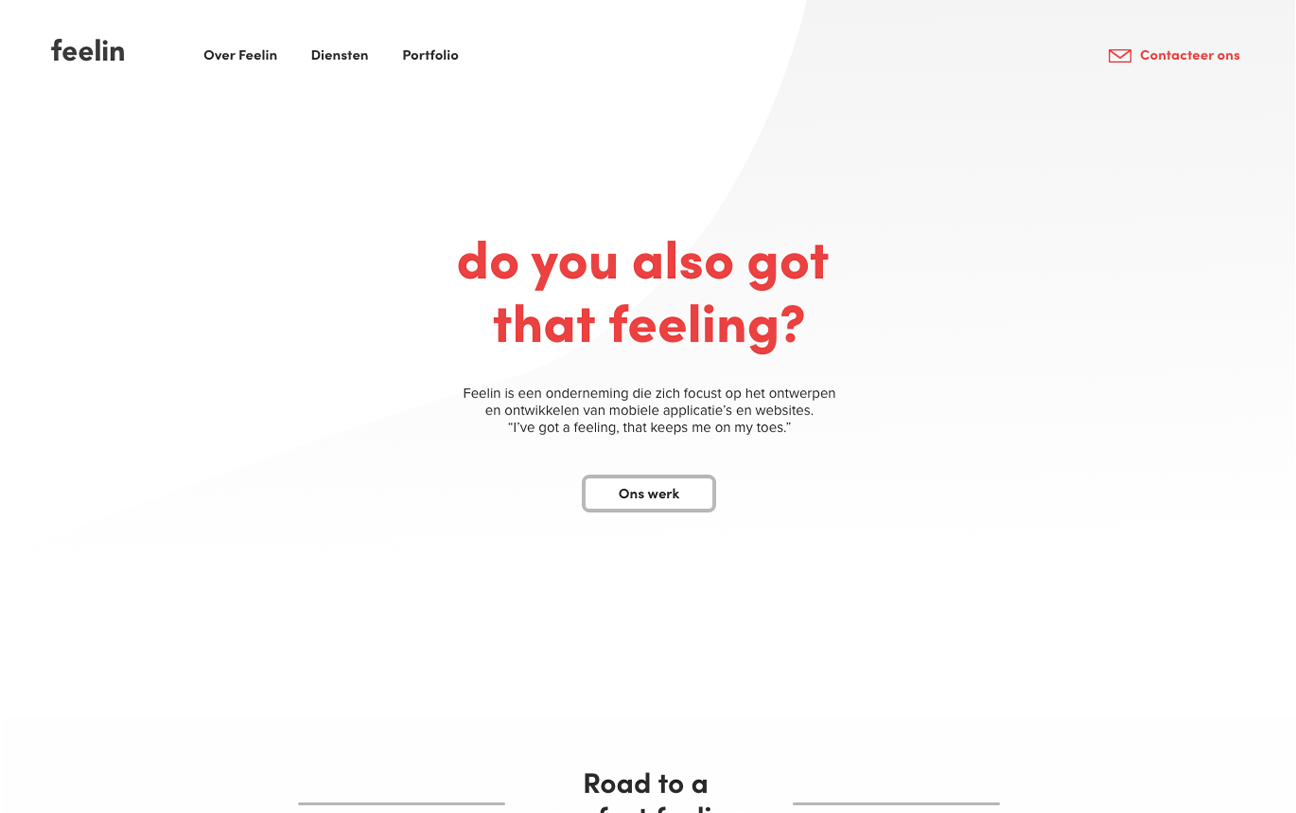 feelin
Over Feelin
Diensten
Portfolio
Contacteer ons
do you also got
that feeling?
Feelin is een onderneming die zich focust op het ontwerpen
en ontwikkelen van mobiele applicatie’s en websites.
“I’ve got a feeling, that keeps me on my toes.”
Ons werk
Road to a